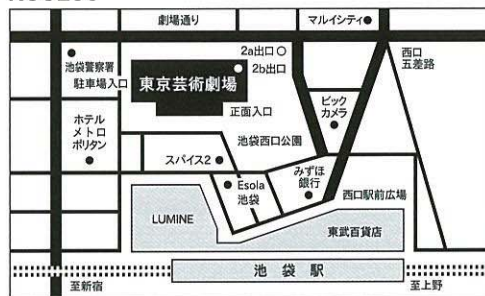 劇場通り
マルイシティ
池袋警察署
駐車場入口
2a出口
2b出口
西口
五差路
東京芸術劇場
正面入口
ビック
カメラ
ホテル
メトロ
ポリタン
池袋西口公園
スパイス2
Esola
池袋
みずほ
銀行
西口駅前広場
LUMINE
東武百貨店
池袋駅
至新宿
至上野